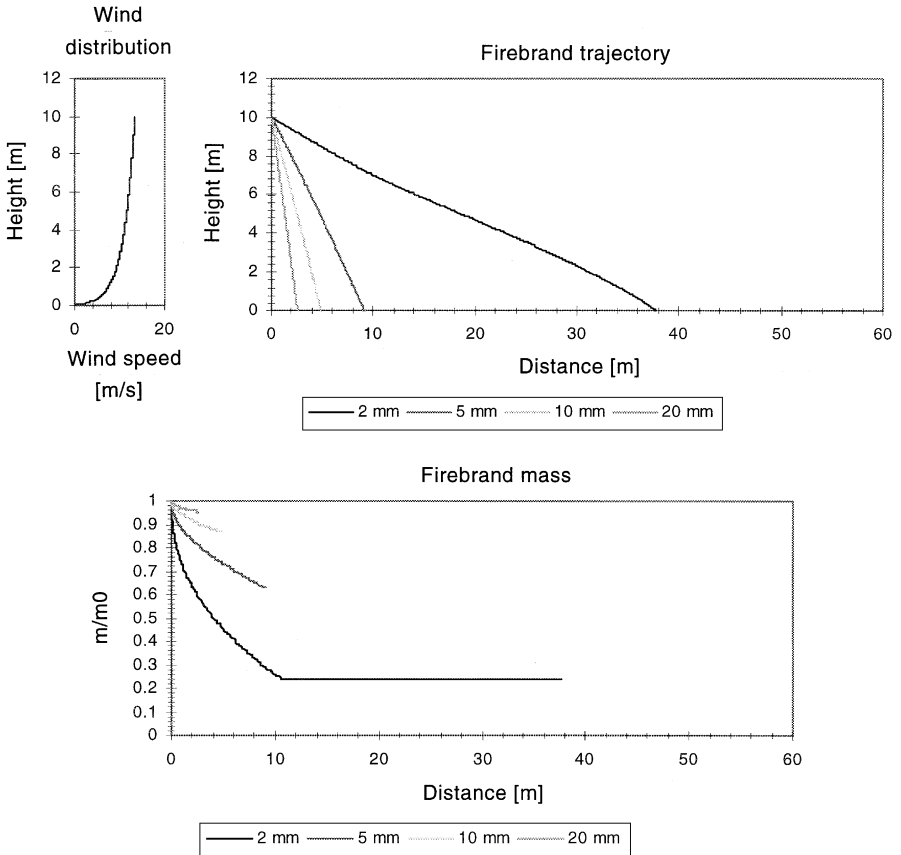 Wind
distribution
12
10
8
6
4
2
0
Height [m]
0 20
Wind speed
[m/s]
Firebrand trajectory
12
10
8
6
4
2
0
Height [m]
0 10 20 30 40 50 60
Distance [m]
2 mm 5 mm 10 mm 20 mm
Firebrand mass
1
0.9
0.8
0.7
0.6
0.5
0.4
0.3
0.2
0.1
0
m/m0
0 10 20 30 40 50 60
Distance [m]
2 mm 5 mm 10 mm 20 mm